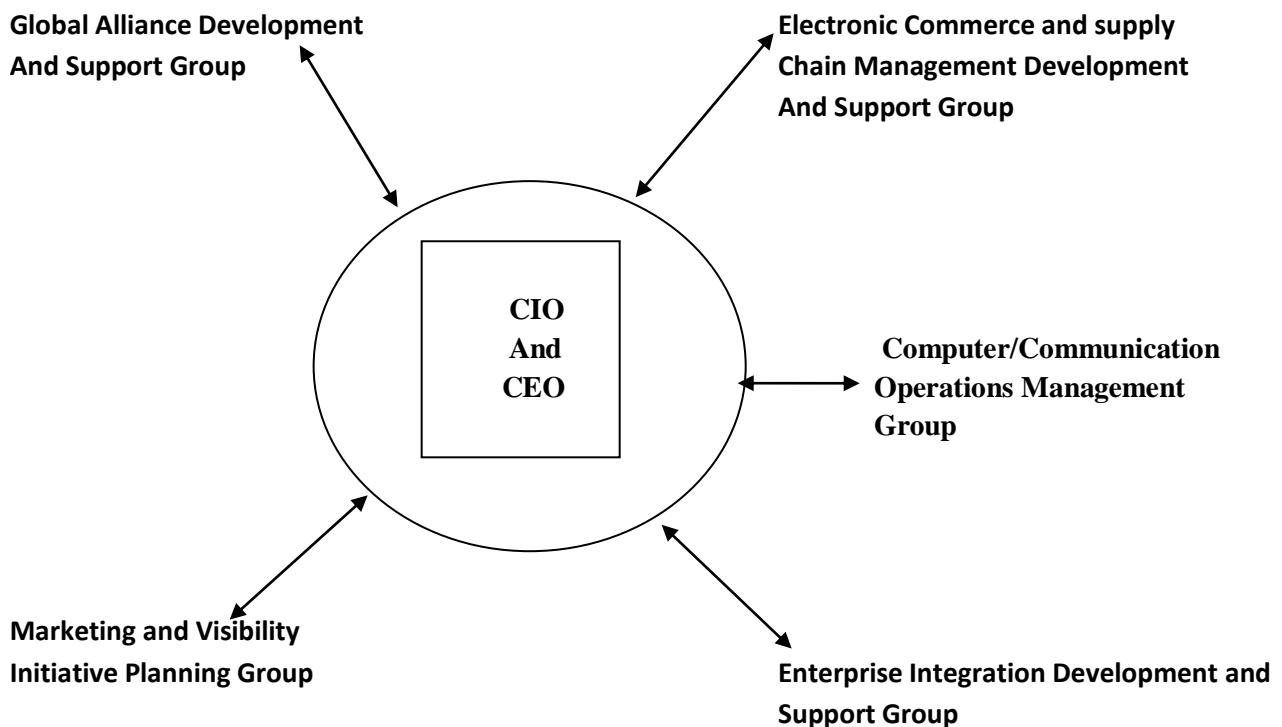 Global Alliance Development
And Support Group
Electronic Commerce and supply
Chain Management Development
And Support Group
CIO
And
CEO
Computer/Communication
Operations Management
Group
Marketing and Visibility
Initiative Planning Group
Enterprise Integration Development and
Support Group